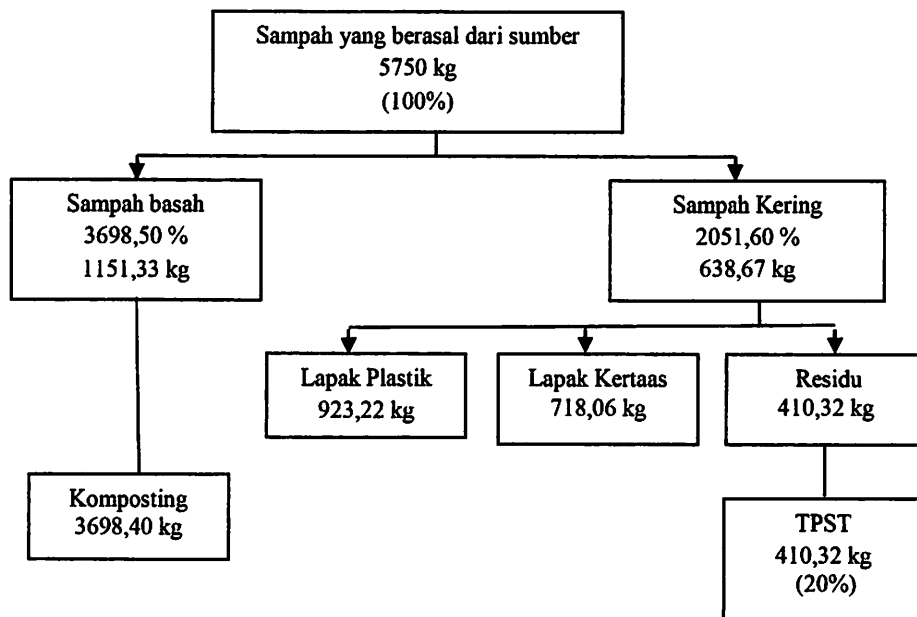 Sampah yang berasal dari sumber
5750 kg
(100%)
Sampah basah
3698,50 %
1151,33 kg
Sampah Kering
2051,60 %
638,67 kg
Lapak Plastik
923,22 kg
Lapak Kertaas
718,06 kg
Residu
410,32 kg
Komposting
3698,40 kg
TPST
410,32 kg
(20%)